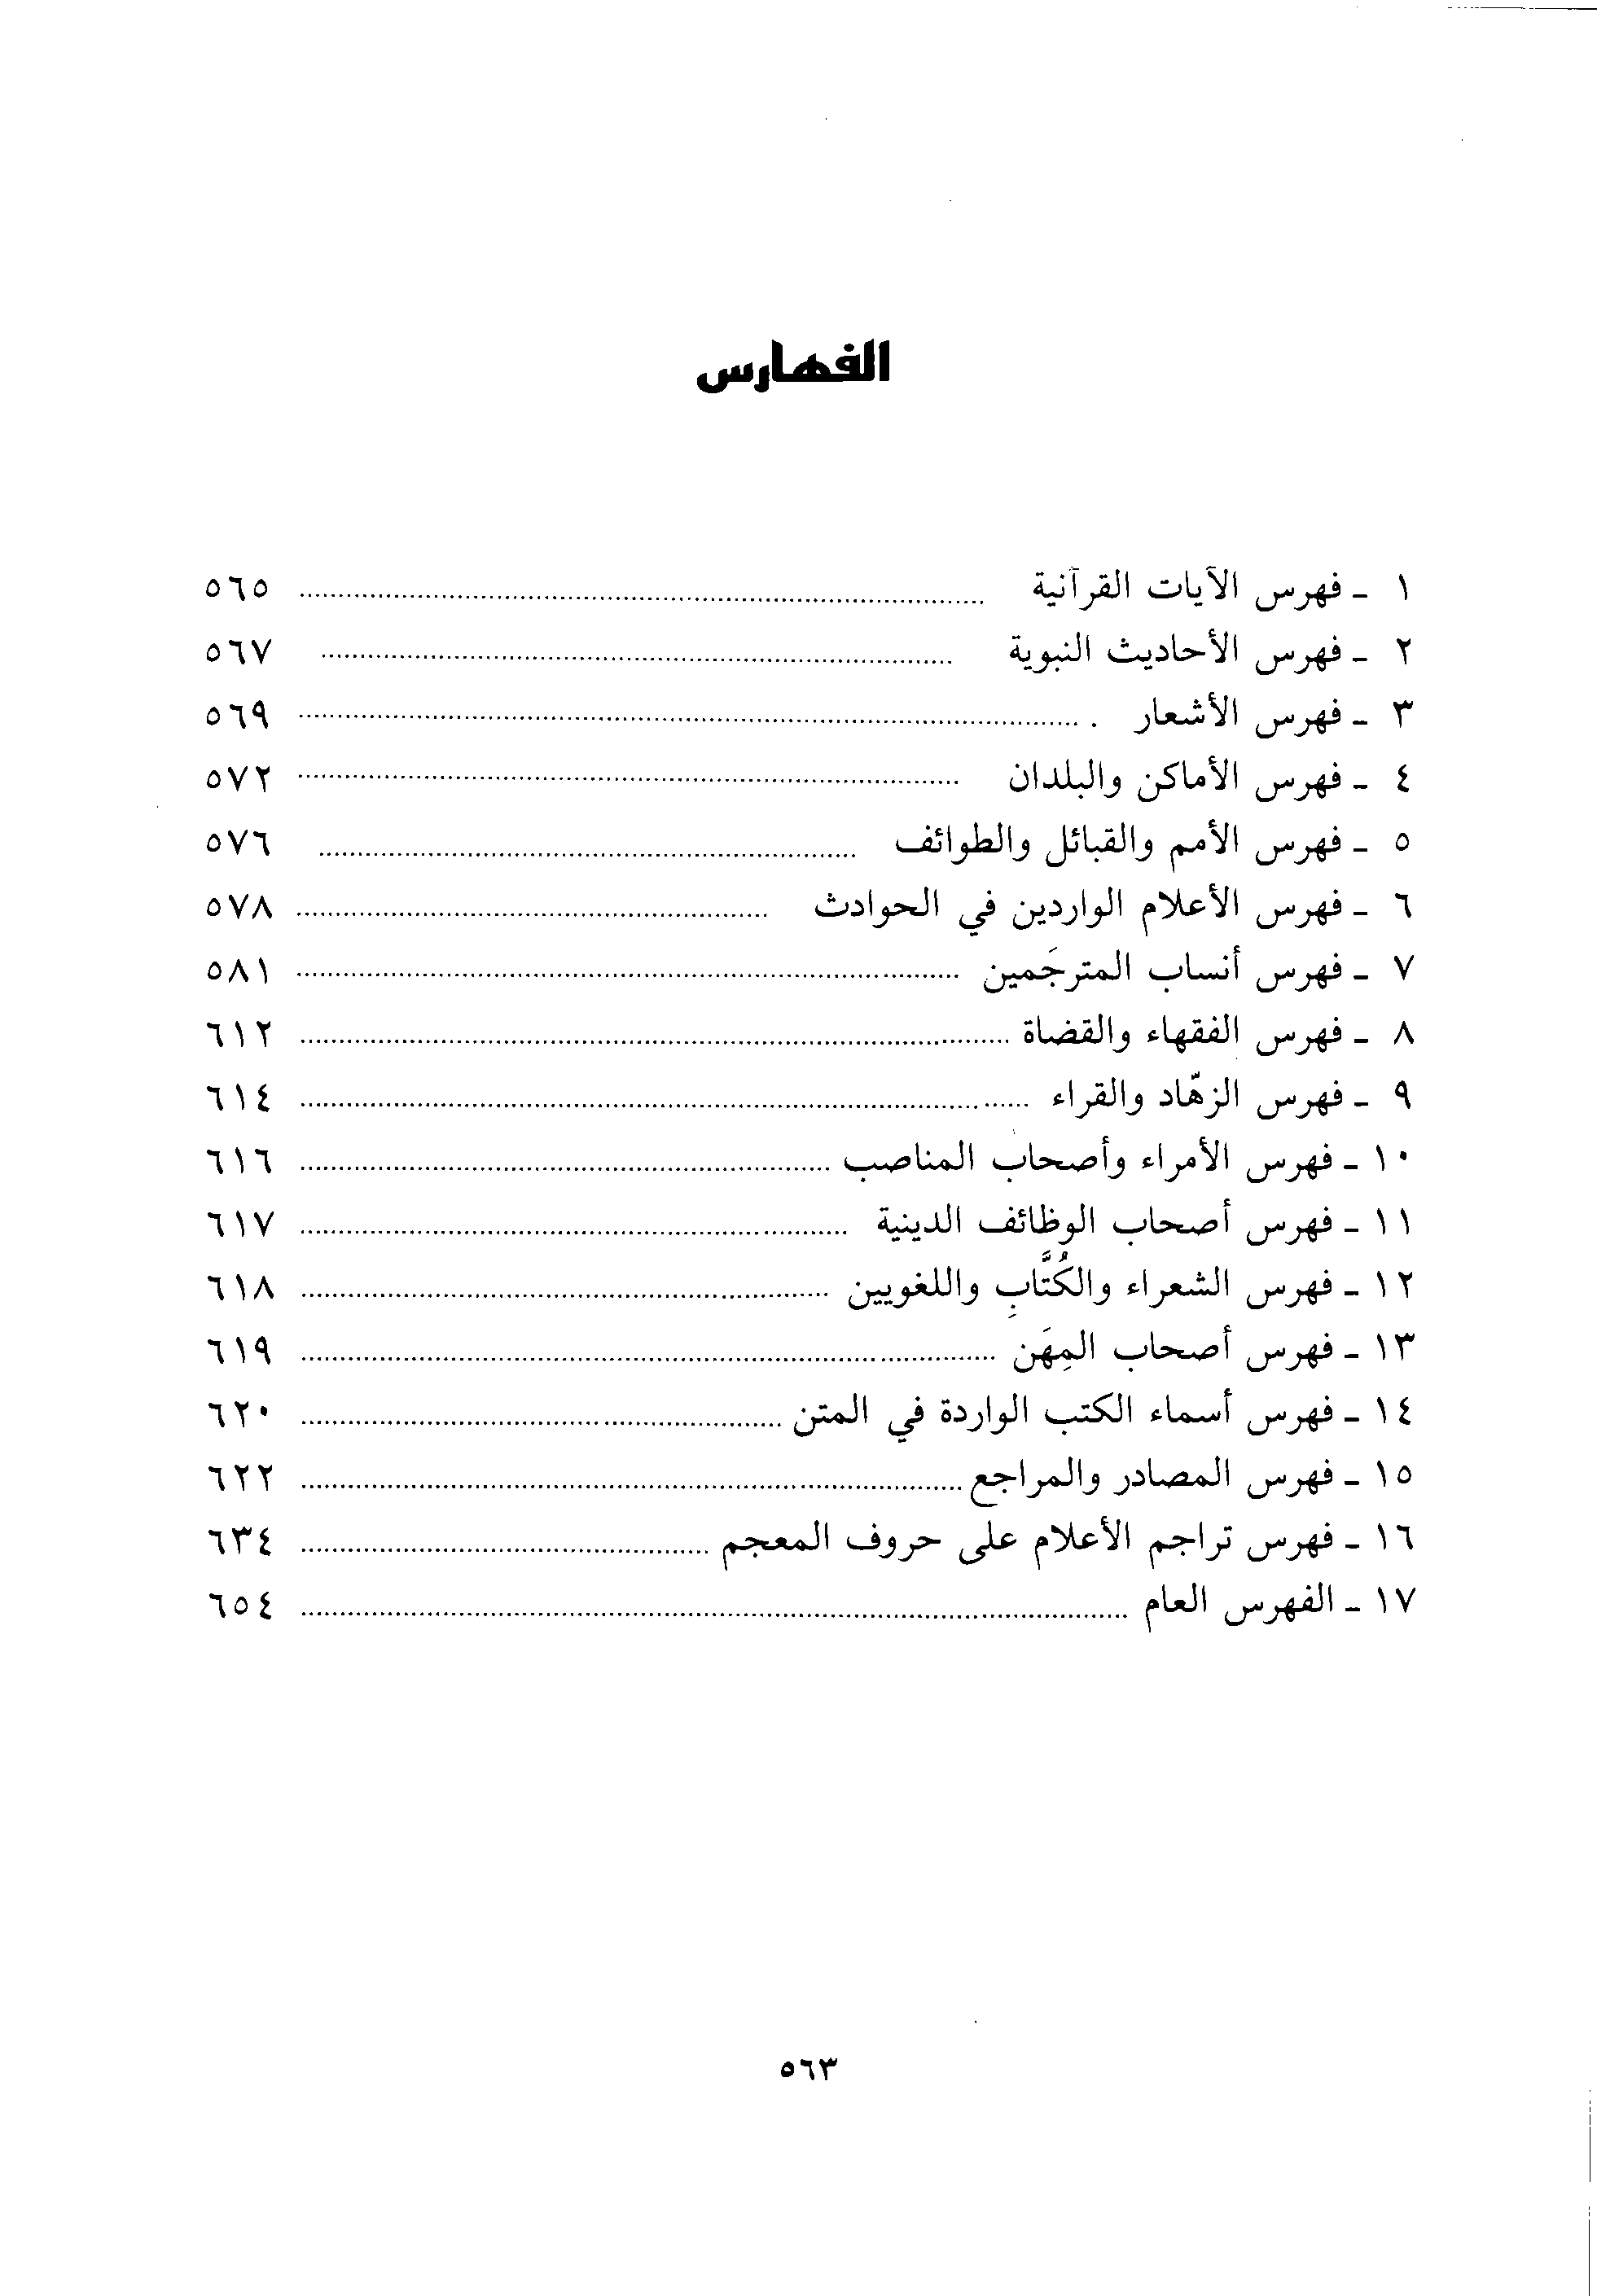 الفهارس
١ - فهرس الآيات القرآنية ........................ ٥٦٥
٢ - فهرس الأحاديث النبوية ........................ ٥٦٧
٣ - فهرس الأشعار ........................ ٥٦٩
٤ - فهرس الأماكن والبلدان ........................ ٥٧٢
٥ - فهرس الأمم والقبائل والطوائف ........................ ٥٧٦
٦ - فهرس الأعلام الواردين في الحوادث ........................ ٥٧٨
٧ - فهرس أنساب المترجَمين ........................ ٥٨١
٨ - فهرس الفقهاء والقضاة ........................ ٦١٢
٩ - فهرس الزهّاد والقراء ........................ ٦١٤
١٠ - فهرس الأمراء وأصحاب المناصب ........................ ٦١٦
١١ - فهرس أصحاب الوظائف الدينية ........................ ٦١٧
١٢ - فهرس الشعراء والكُتَّابِ واللغويين ........................ ٦١٨
١٣ - فهرس أصحاب المِهَن ........................ ٦١٩
١٤ - فهرس أسماء الكتب الواردة في المتن ........................ ٦٢٠
١٥ - فهرس المصادر والمراجع ........................ ٦٢٢
١٦ - فهرس تراجم الأعلام على حروف المعجم ........................ ٦٣٤
١٧ - الفهرس العام ........................ ٦٥٤
٥٦٣